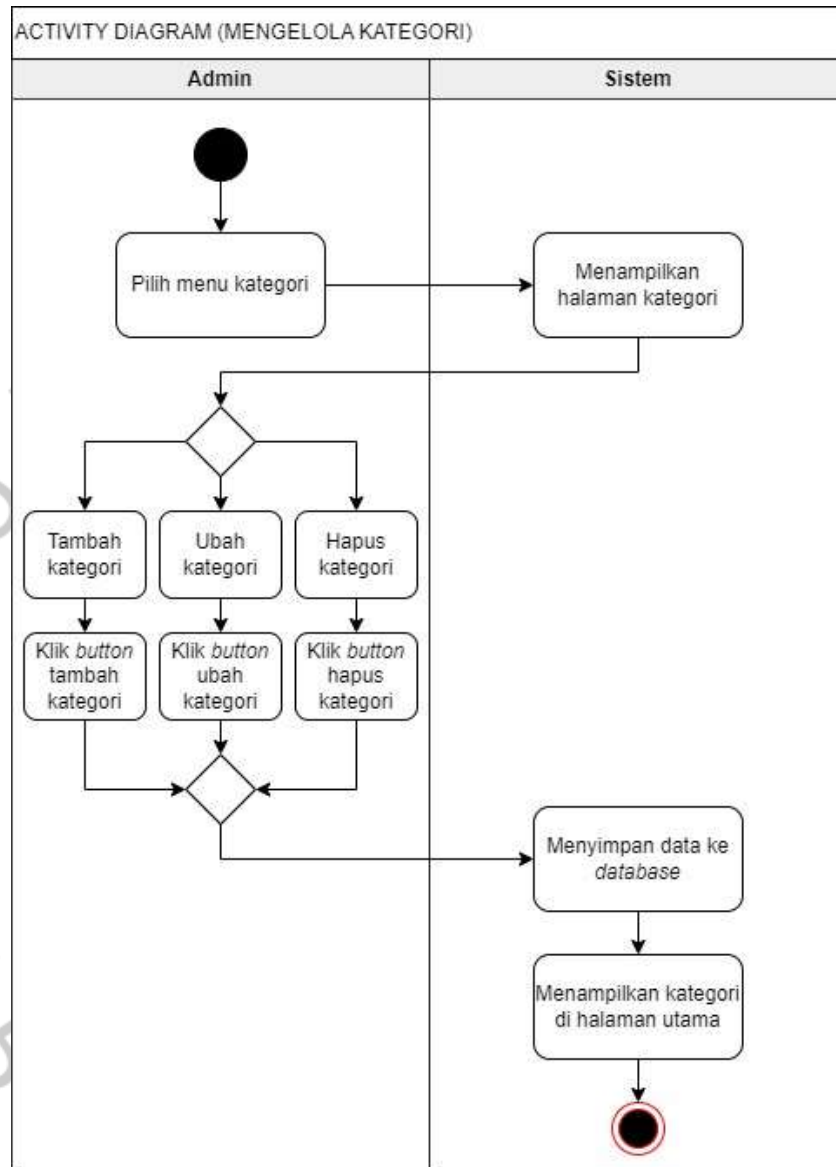 ACTIVITY DIAGRAM (MENGELOLA KATEGORI)
Admin
Sistem
Pilih menu kategori
Menampilkan
halaman kategori
Tambah
kategori
Ubah
kategori
Hapus
kategori
Klik button
tambah
kategori
Klik button
ubah
kategori
Klik button
hapus
kategori
Menyimpan data ke
database
Menampilkan kategori
di halaman utama